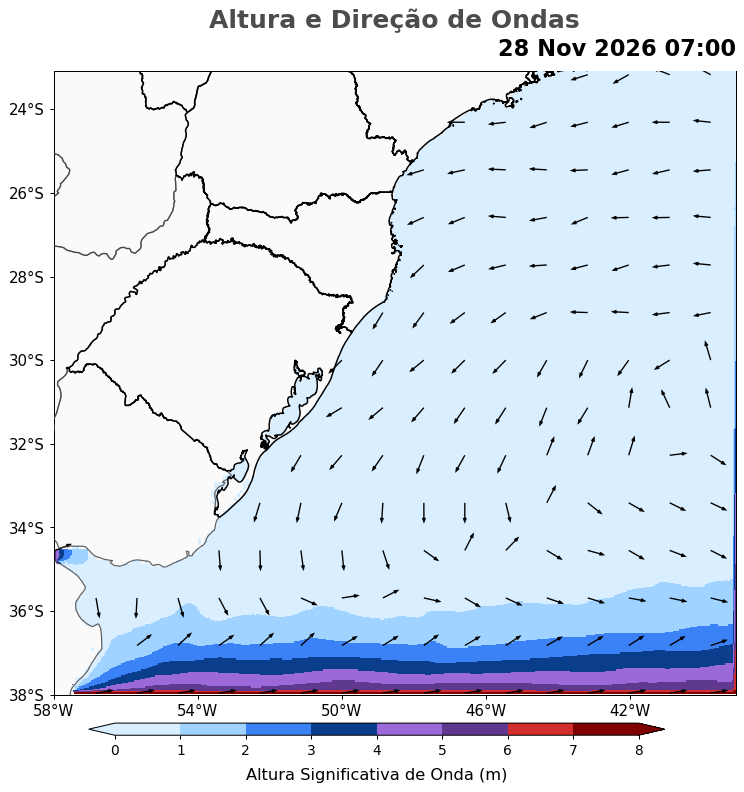 Altura e Direção de Ondas
28 Nov 2026 07:00
24°S
26°S
28°S
30°S
32°S
34°S
36°S
38°S
58°W 54°W 50°W 46°W 42°W
0 1 2 3 4 5 6 7 8
Altura Significativa de Onda (m)